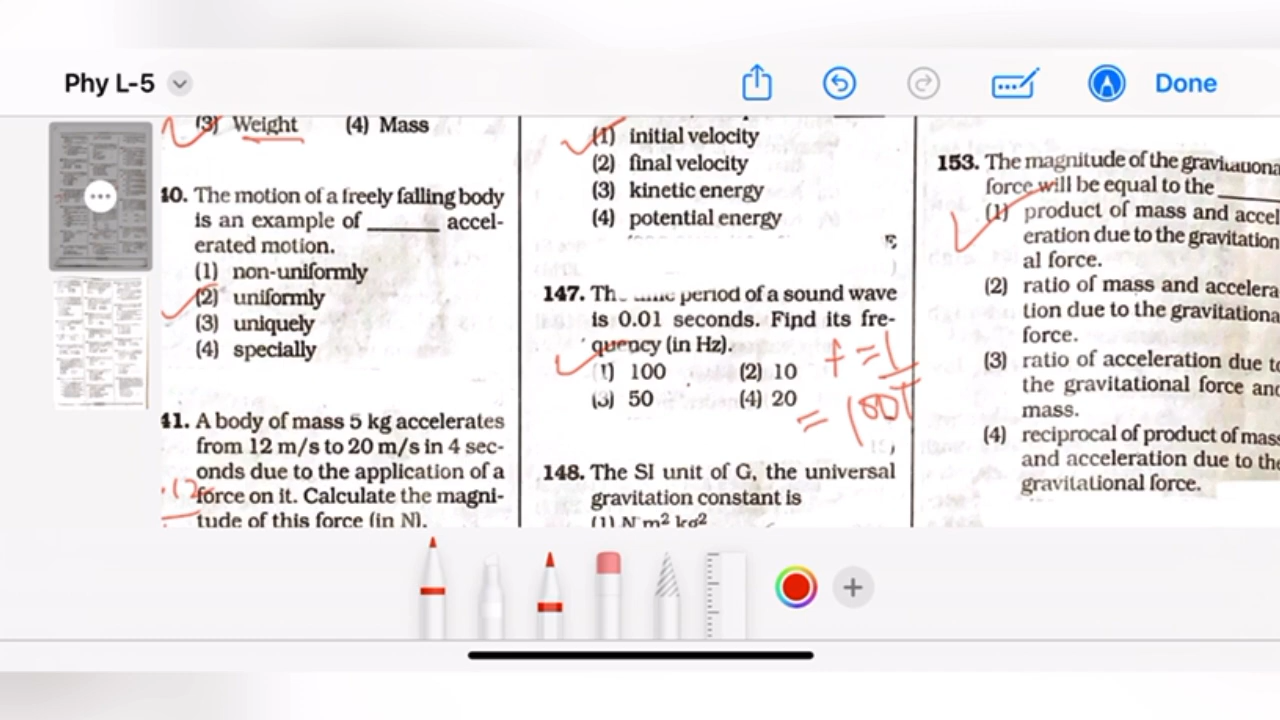 Phy L-5
Done
(3) Weight (4) Mass
40. The motion of a freely falling body
is an example of ______ accel-
erated motion.
(1) non-uniformly
(2) uniformly
(3) uniquely
(4) specially
41. A body of mass 5 kg accelerates
from 12 m/s to 20 m/s in 4 sec-
onds due to the application of a
force on it. Calculate the magni-
tude of this force (in N).
(1) initial velocity
(2) final velocity
(3) kinetic energy
(4) potential energy
147. period of a sound wave
is 0.01 seconds. Find its fre-
quency (in Hz).
(1) 100 (2) 10
(3) 50 (4) 20
f = 1
148. The SI unit of G, the universal
gravitation constant is
(1) N m² kg²
153. The magnitude of the gravitationa
force will be equal to the ______
(1) product of mass and accel
eration due to the gravitation
al force.
(2) ratio of mass and accelera
tion due to the gravitationa
force.
(3) ratio of acceleration due to
the gravitational force and
mass.
(4) reciprocal of product of mass
and acceleration due to the
gravitational force.